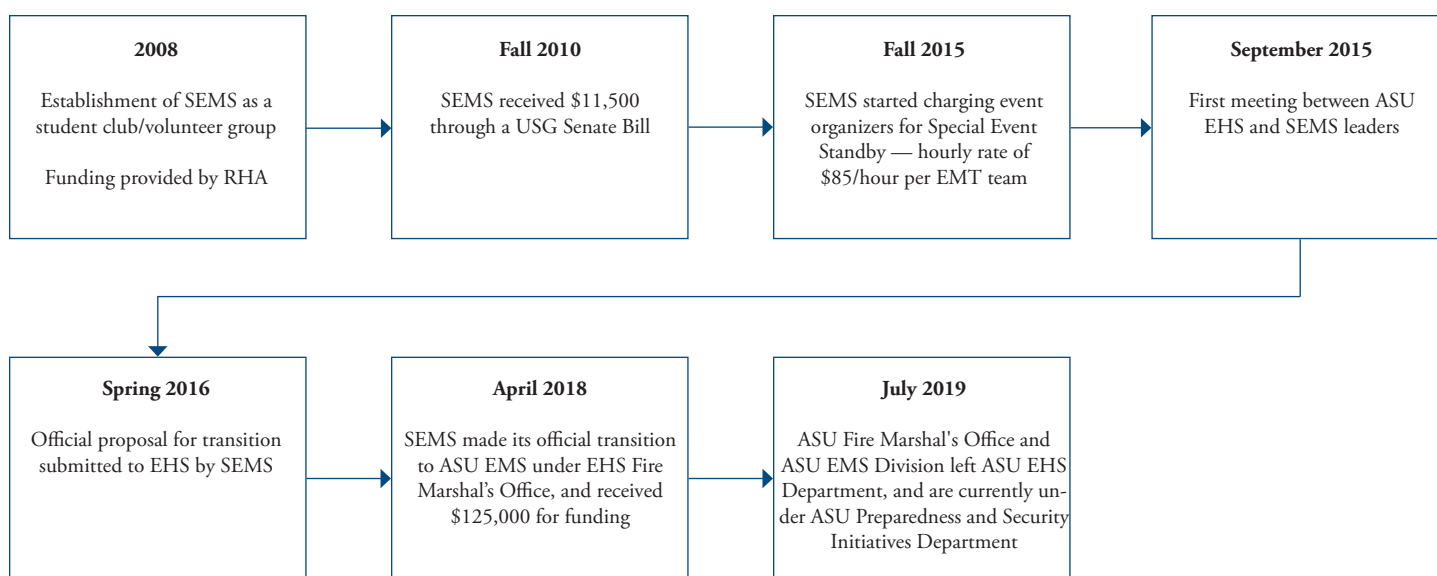 2008
Establishment of SEMS as a
student club/volunteer group
Funding provided by RHA
Fall 2010
SEMS received $11,500
through a USG Senate Bill
Fall 2015
SEMS started charging event
organizers for Special Event
Standby — hourly rate of
$85/hour per EMT team
September 2015
First meeting between ASU
EHS and SEMS leaders
Spring 2016
Official proposal for transition
submitted to EHS by SEMS
April 2018
SEMS made its official transition
to ASU EMS under EHS Fire
Marshal’s Office, and received
$125,000 for funding
July 2019
ASU Fire Marshal's Office and
ASU EMS Division left ASU EHS
Department, and are currently un-
der ASU Preparedness and Security
Initiatives Department